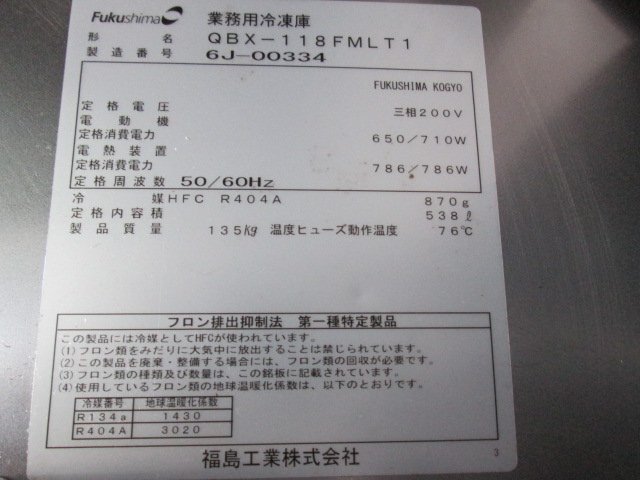 Fukushima 業務用冷凍庫
形名 QBX-118FMLT1
製造番号 6J-00334
FUKUSHIMA KOGYO
定格電圧 三相200V
電動機
定格消費電力 650/710W
電熱装置
定格消費電力 786/786W
定格周波数 50/60Hz
冷媒 HFC R404A 870g
定格内容積 538ℓ
製品質量 135kg 温度ヒューズ動作温度 76℃
フロン排出抑制法 第一種特定製品
この製品には冷媒としてHFCが使われています。
(1)フロン類をみだりに大気中に放出することは禁じられています。
(2)この製品を廃棄・整備する場合には、フロン類の回収が必要です。
(3)フロン類の種類及び数量は、この銘板に記載されています。
(4)使用しているフロン類の地球温暖化係数は、以下のとおりです。
冷媒番号 地球温暖化係数
R134a 1430
R404A 3020
福島工業株式会社
3